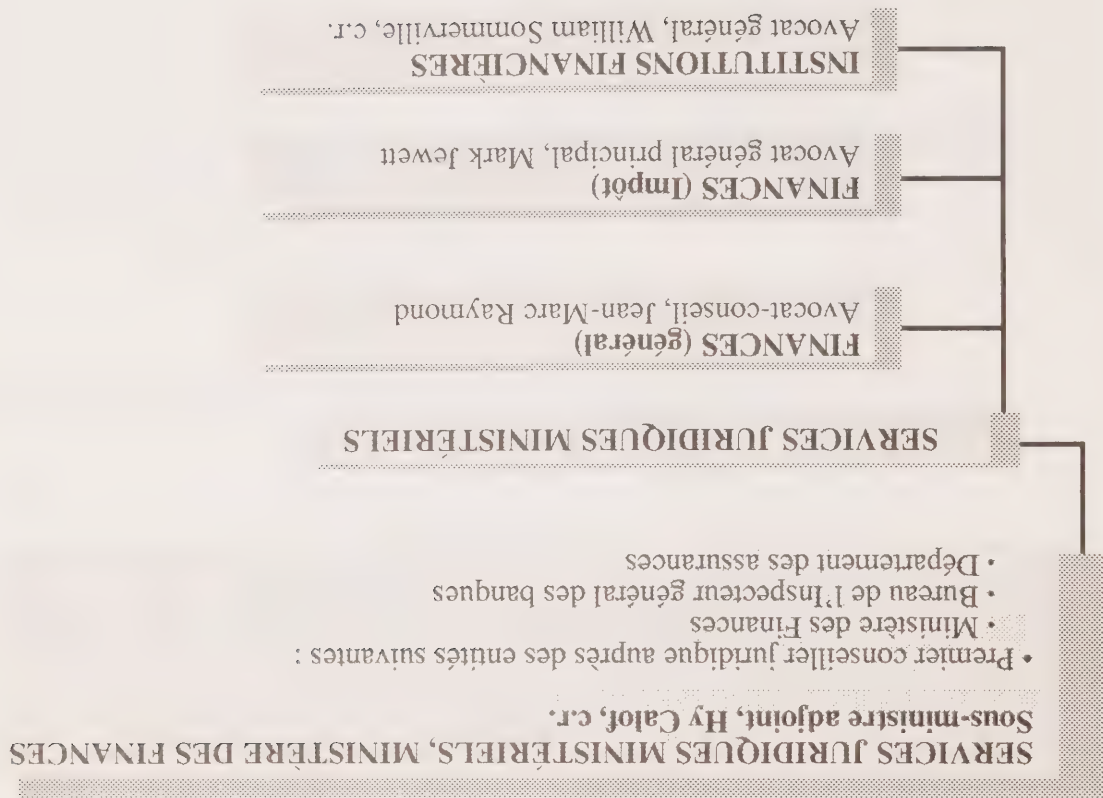 SERVICES JURIDIQUES MINISTÉRIELS, MINISTÈRE DES FINANCES
Sous-ministre adjoint, Hy Calof, c.r.
• Premier conseiller juridique auprès des entités suivantes :
• Ministère des Finances
• Bureau de l'Inspecteur général des banques
• Département des assurances
SERVICES JURIDIQUES MINISTÉRIELS
FINANCES (général)
Avocat-conseil, Jean-Marc Raymond
FINANCES (Impôt)
Avocat général principal, Mark Jewett
INSTITUTIONS FINANCIÈRES
Avocat général, William Sommerville, c.r.